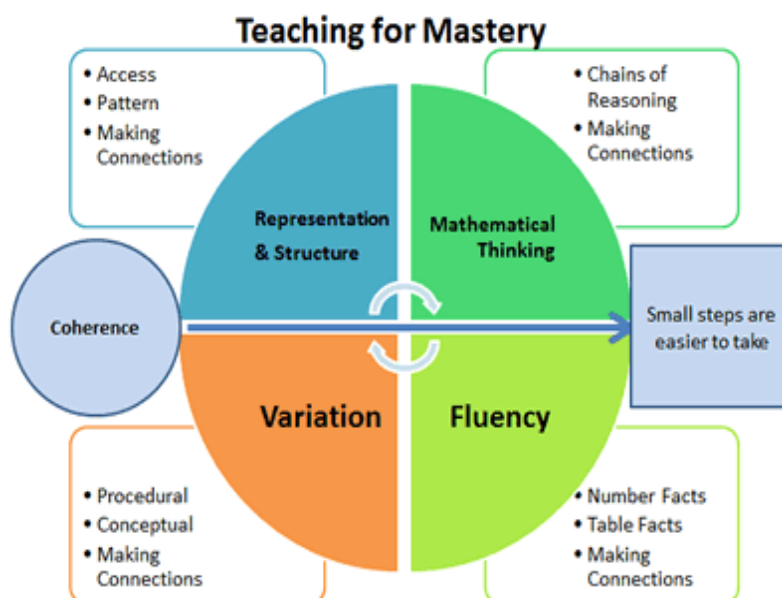 Teaching for Mastery
• Access
• Pattern
• Making
Connections
• Chains of
Reasoning
• Making
Connections
Representation
& Structure
Mathematical
Thinking
Coherence
Small steps are
easier to take
Variation
Fluency
• Procedural
• Conceptual
• Making
Connections
• Number Facts
• Table Facts
• Making
Connections